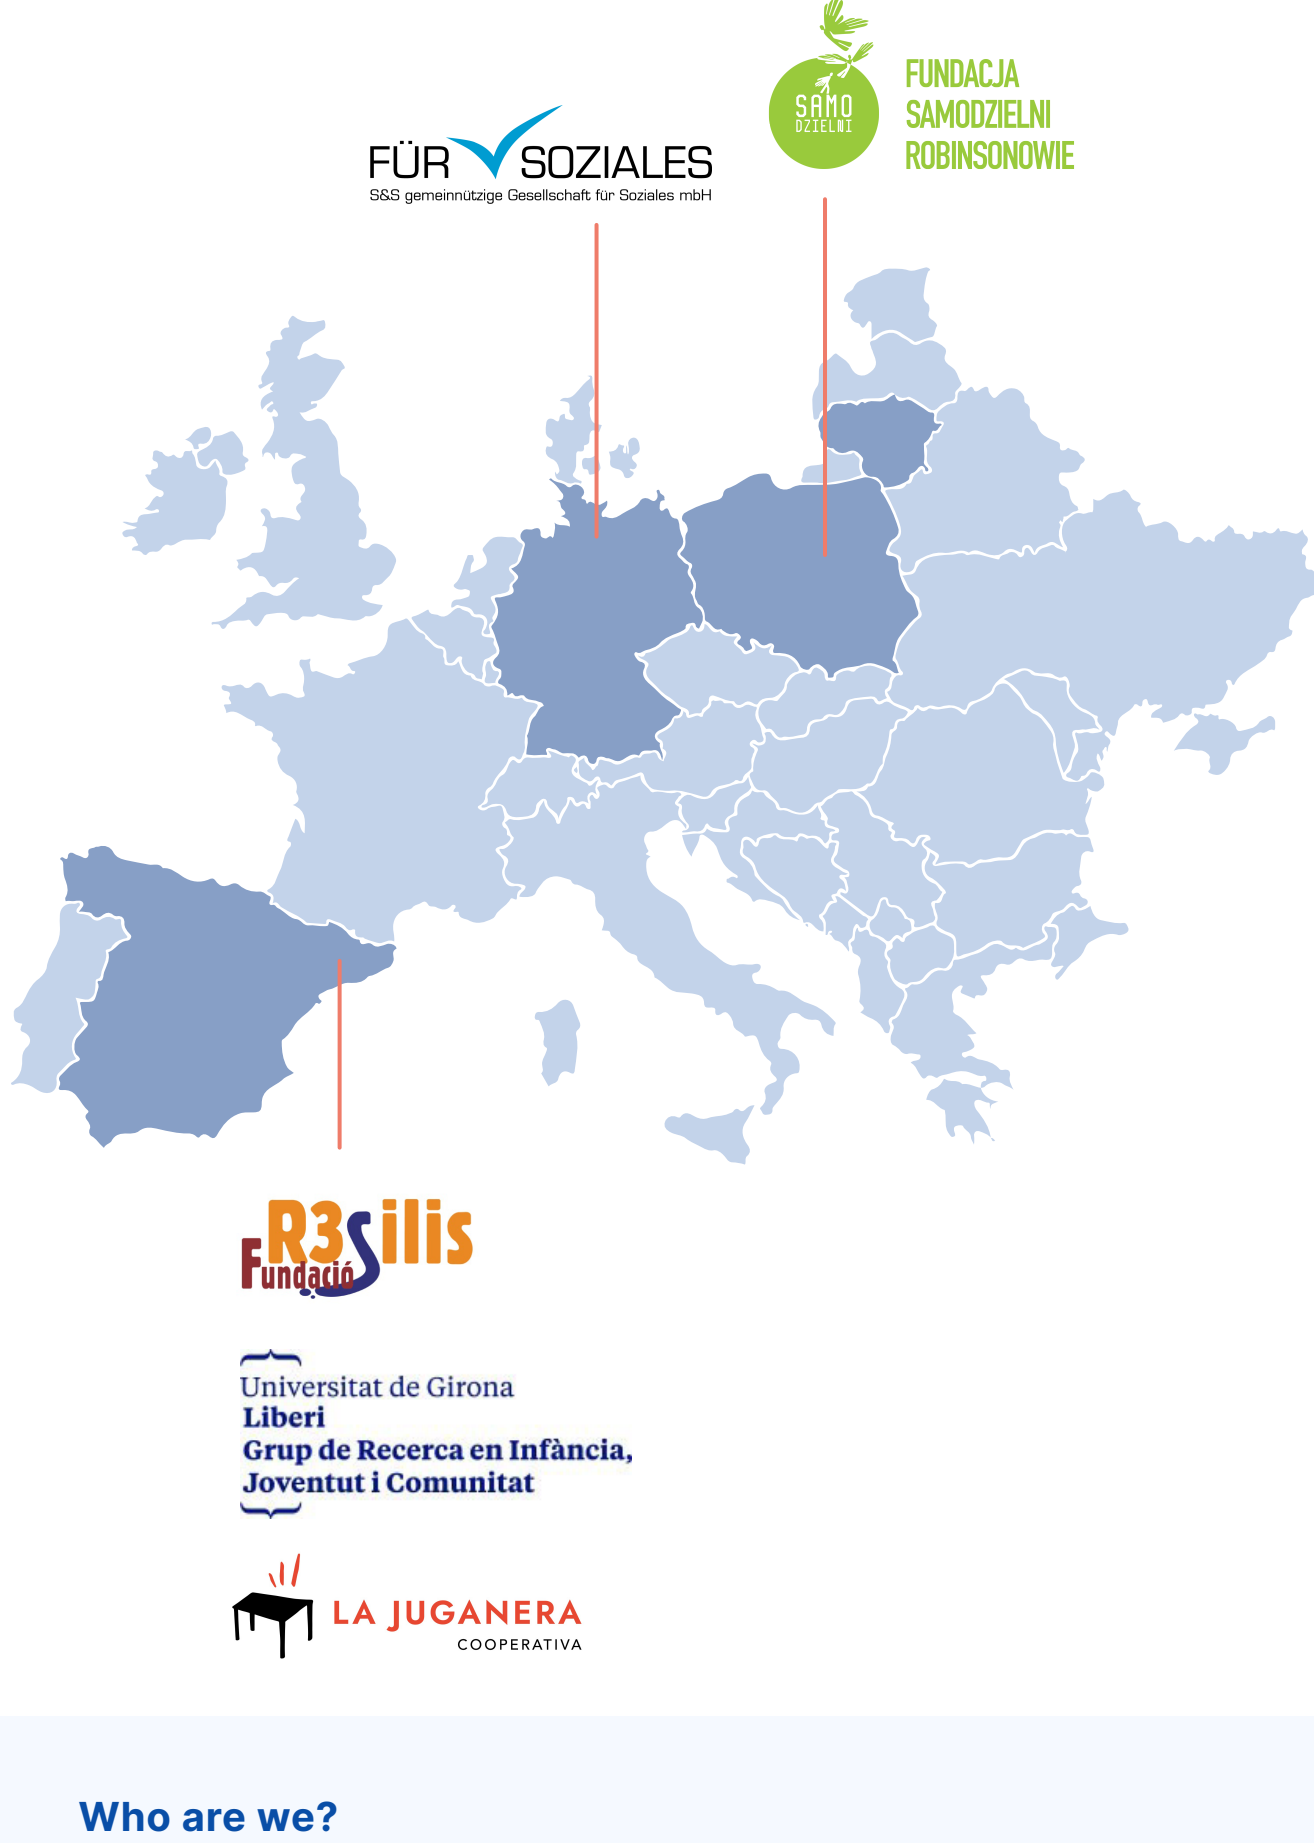 FUNDACJA
SAMODZIELNI
ROBINSONOWIE
SAMO
DZIELNI
FÜR SOZIALES
S&S gemeinnützige Gesellschaft für Soziales mbH
R3Silis
Fundació
Universitat de Girona
Liberi
Grup de Recerca en Infància,
Joventut i Comunitat
LA JUGANERA
COOPERATIVA
Who are we?